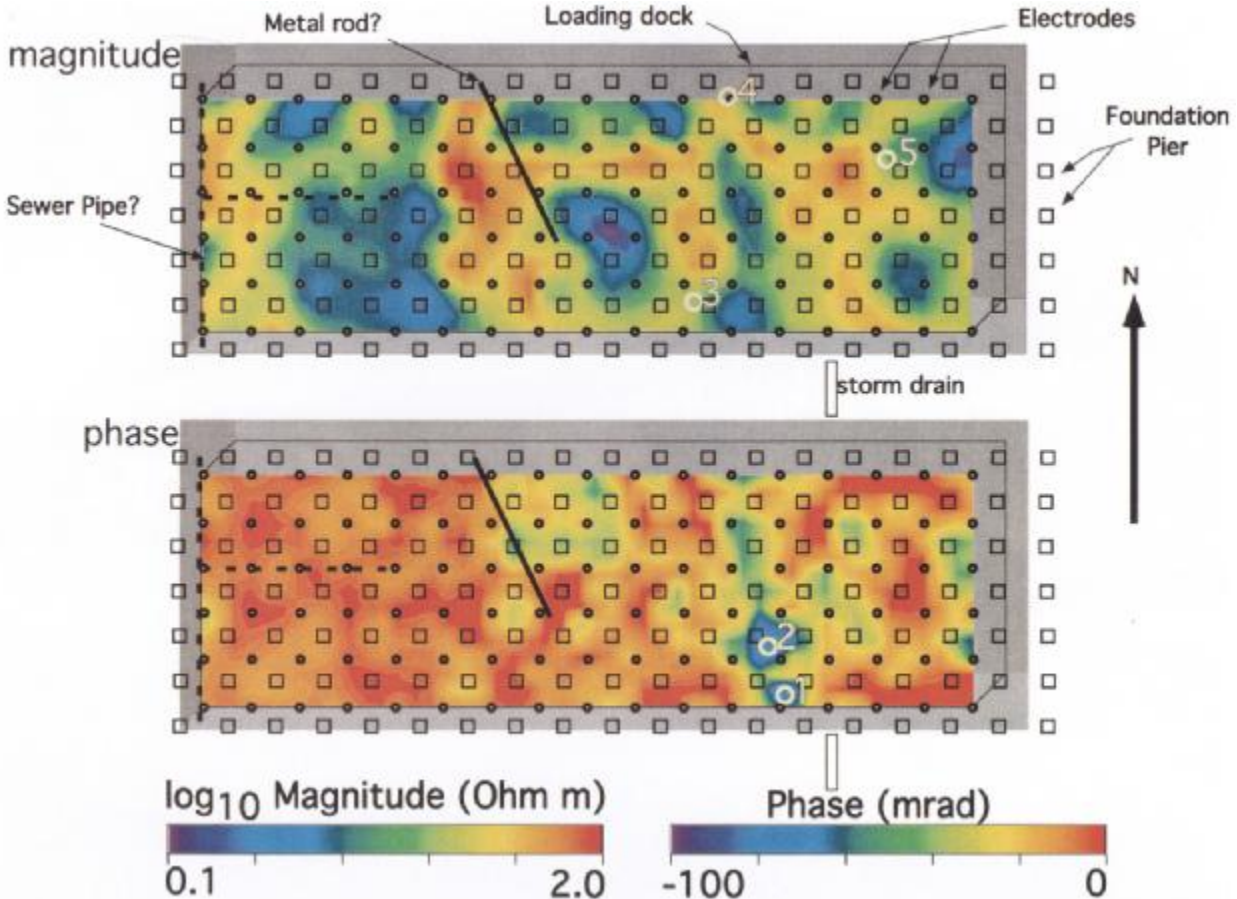 Metal rod?
Loading dock
Electrodes
magnitude
4
5
Foundation
Pier
Sewer Pipe?
3
N
storm drain
phase
2
1
log10 Magnitude (Ohm m)
Phase (mrad)
0.1
2.0
-100
0